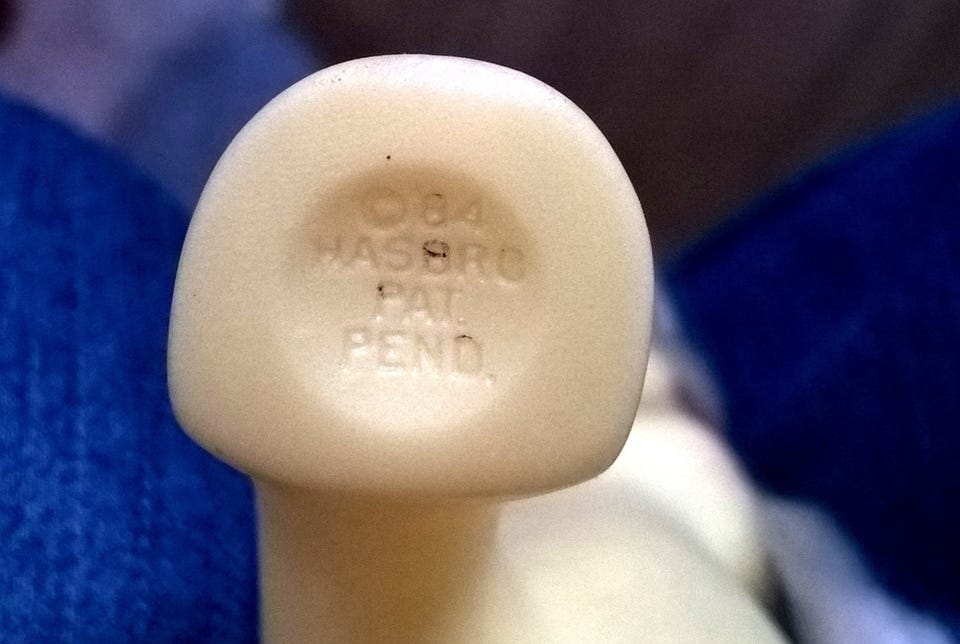 ©84
HASBRO
PAT.
PEND.